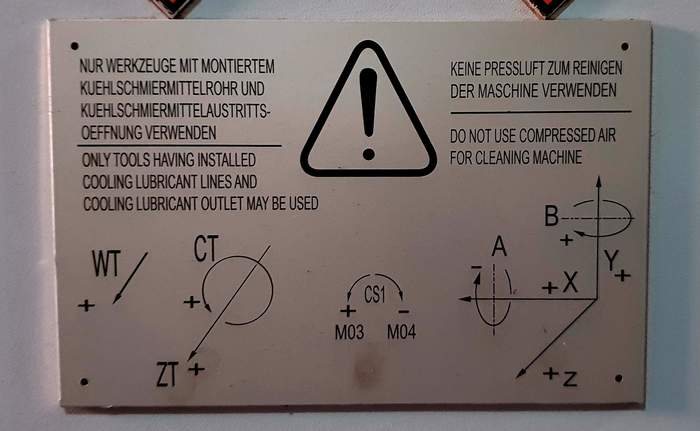 NUR WERKZEUGE MIT MONTIERTEM
KUEHLSCHMIERMITTELROHR UND
KUEHLSCHMIERMITTELAUSTRITTS-
OEFFNUNG VERWENDEN
ONLY TOOLS HAVING INSTALLED
COOLING LUBRICANT LINES AND
COOLING LUBRICANT OUTLET MAY BE USED
!
KEINE PRESSLUFT ZUM REINIGEN
DER MASCHINE VERWENDEN
DO NOT USE COMPRESSED AIR
FOR CLEANING MACHINE
WT
+
CT
+
ZT +
CS1
+ -
M03 M04
B
+
A
-
+ X
Y
+
+ Z